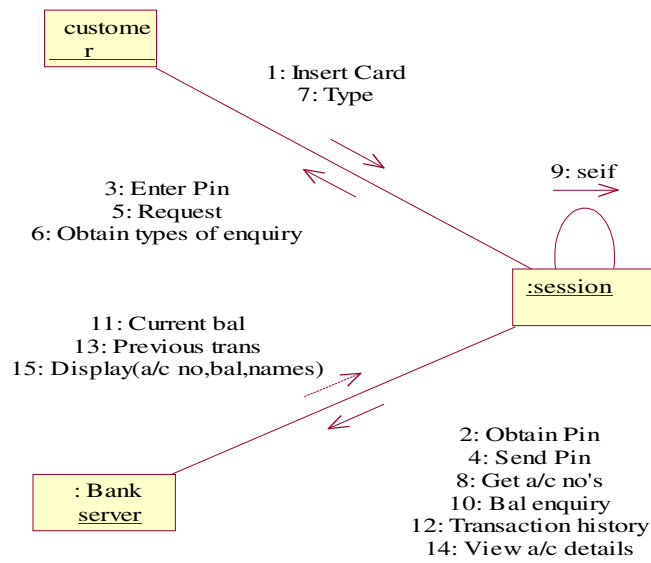 custome
r
1: Insert Card
7: Type
3: Enter Pin
5: Request
6: Obtain types of enquiry
9: seif
:session
11: Current bal
13: Previous trans
15: Display(a/c no,bal,names)
2: Obtain Pin
4: Send Pin
8: Get a/c no's
10: Bal enquiry
12: Transaction history
14: View a/c details
: Bank
server